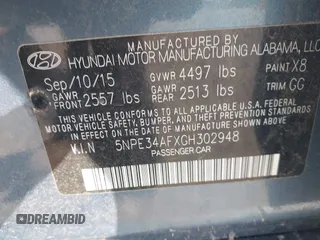 MANUFACTURED BY
HYUNDAI MOTOR MANUFACTURING ALABAMA, LLC
Sep/10/15 GVWR 4497 lbs PAINT X8
GAWR FRONT 2557 lbs GAWR REAR 2513 lbs TRIM GG
THIS VEHICLE CONFORMS TO ALL APPLICABLE FEDERAL MOTOR VEHICLE
SAFETY, BUMPER, AND THEFT PREVENTION STANDARDS IN EFFECT
ON THE DATE OF MANUFACTURE SHOWN ABOVE.
V.I.N 5NPE34AFXGH302948
PASSENGER CAR
© DREAMBID